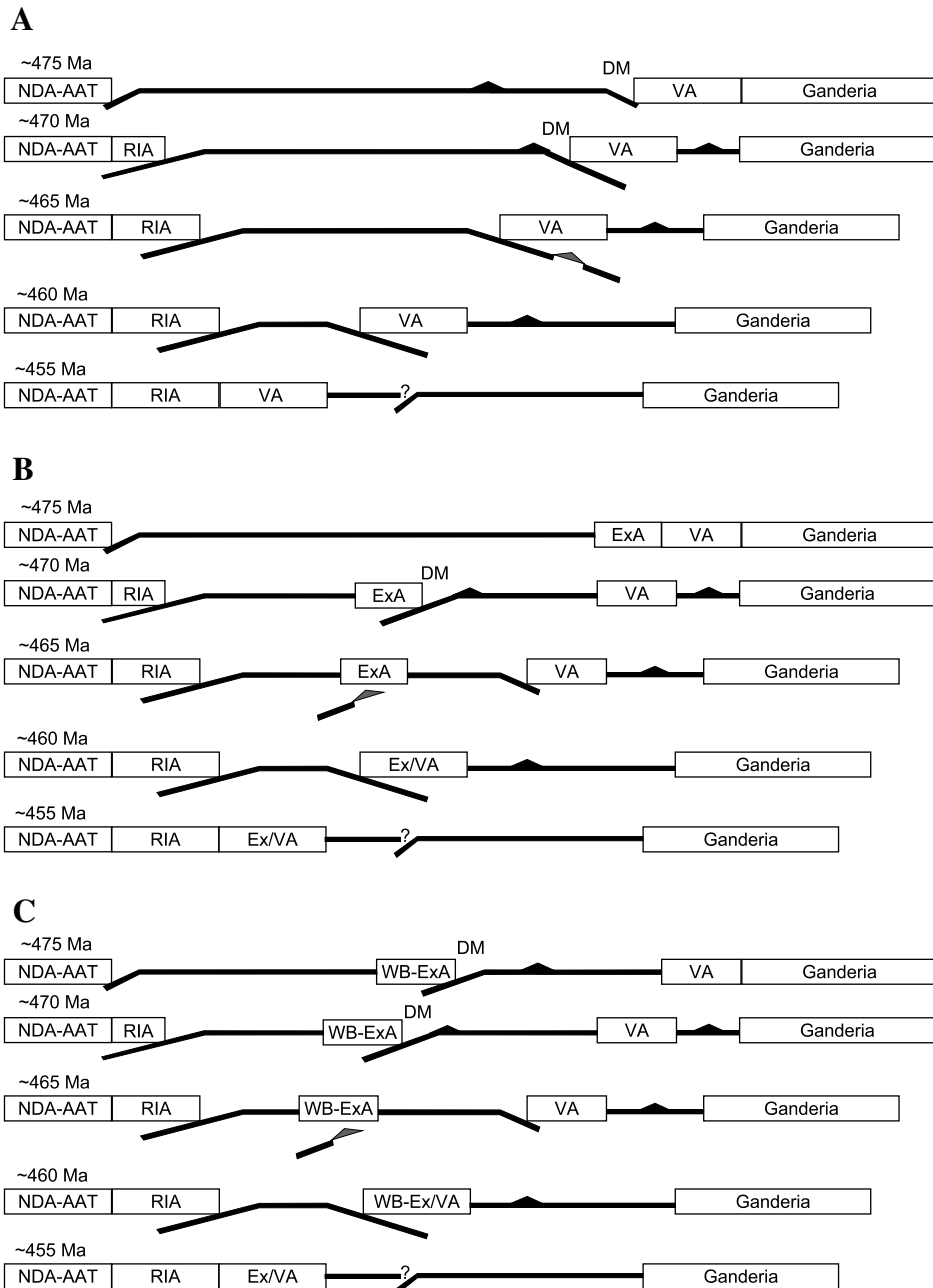 A
~475 Ma
DM
NDA-AAT VA Ganderia
~470 Ma
DM
NDA-AAT RIA VA Ganderia
~465 Ma
NDA-AAT RIA VA Ganderia
~460 Ma
NDA-AAT RIA VA Ganderia
~455 Ma
NDA-AAT RIA VA ? Ganderia
B
~475 Ma
NDA-AAT ExA VA Ganderia
~470 Ma
DM
NDA-AAT RIA ExA VA Ganderia
~465 Ma
NDA-AAT RIA ExA VA Ganderia
~460 Ma
NDA-AAT RIA Ex/VA Ganderia
~455 Ma
NDA-AAT RIA Ex/VA ? Ganderia
C
~475 Ma
DM
NDA-AAT WB-ExA VA Ganderia
~470 Ma
DM
NDA-AAT RIA WB-ExA VA Ganderia
~465 Ma
NDA-AAT RIA WB-ExA VA Ganderia
~460 Ma
NDA-AAT RIA WB-Ex/VA Ganderia
~455 Ma
NDA-AAT RIA Ex/VA ? Ganderia